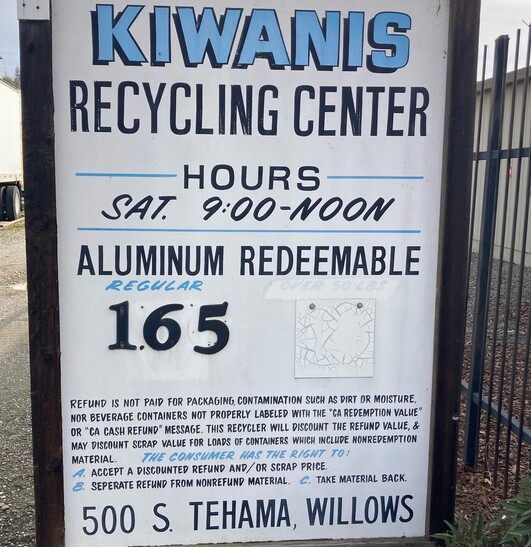 KIWANIS
RECYCLING CENTER
HOURS
SAT. 9:00-NOON
ALUMINUM REDEEMABLE
REGULAR OVER 50 LBS
1.65
REFUND IS NOT PAID FOR PACKAGING, CONTAMINATION SUCH AS DIRT OR MOISTURE,
NOR BEVERAGE CONTAINERS NOT PROPERLY LABELED WITH THE "CA REDEMPTION VALUE"
OR "CA CASH REFUND" MESSAGE. THIS RECYCLER WILL DISCOUNT THE REFUND VALUE, &
MAY DISCOUNT SCRAP VALUE FOR LOADS OF CONTAINERS WHICH INCLUDE NONREDEMPTION
MATERIAL. THE CONSUMER HAS THE RIGHT TO:
A. ACCEPT A DISCOUNTED REFUND AND/OR SCRAP PRICE.
B. SEPERATE REFUND FROM NONREFUND MATERIAL. C. TAKE MATERIAL BACK.
500 S. TEHAMA, WILLOWS